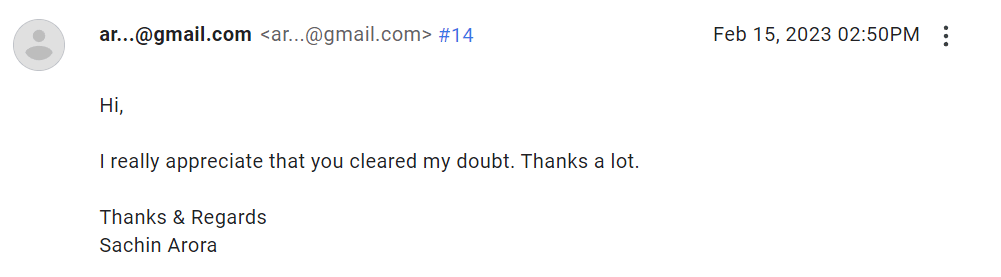 ar...@gmail.com <ar...@gmail.com> #14 Feb 15, 2023 02:50PM
Hi,
I really appreciate that you cleared my doubt. Thanks a lot.
Thanks & Regards
Sachin Arora